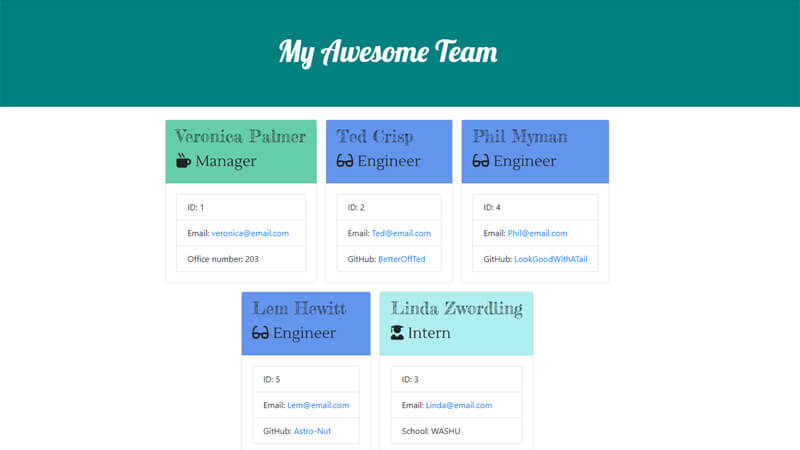 My Awesome Team
Veronica Palmer
Manager
ID: 1
Email: veronica@email.com
Office number: 203
Ted Crisp
Engineer
ID: 2
Email: Ted@email.com
GitHub: BetterOffTed
Phil Myman
Engineer
ID: 4
Email: Phil@email.com
GitHub: LookGoodWithATail
Lem Hewitt
Engineer
ID: 5
Email: Lem@email.com
GitHub: Astro-Nut
Linda Zwordling
Intern
ID: 3
Email: Linda@email.com
School: WASHU